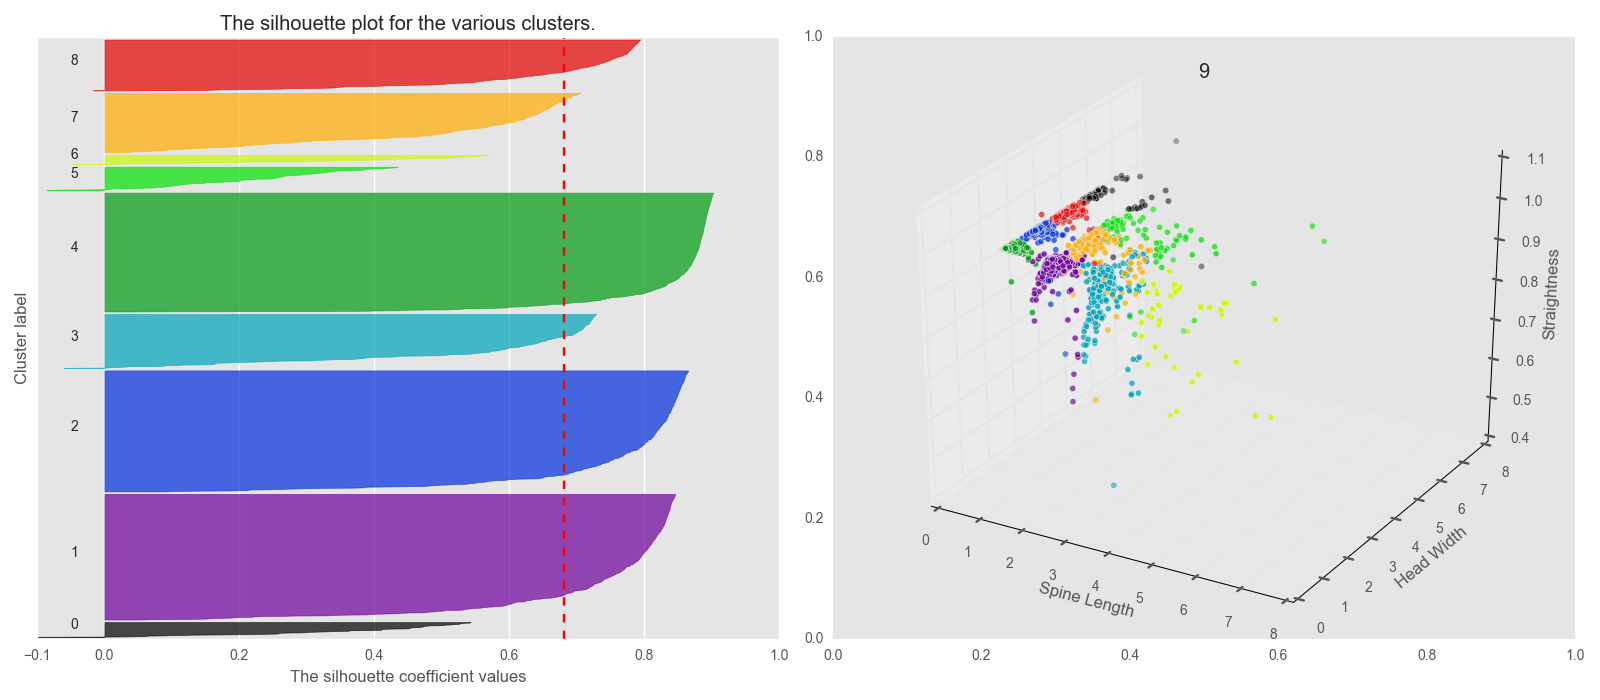 The silhouette plot for the various clusters.
8
7
6
5
4
3
2
1
0
Cluster label
−0.1 0.0 0.2 0.4 0.6 0.8 1.0
The silhouette coefficient values
9
1.0
0.8
0.6
0.4
0.2
0.0
0.0 0.2 0.4 0.6 0.8 1.0
0 1 2 3 4 5 6 7 8
Spine Length
0 1 2 3 4 5 6 7 8
Head Width
1.1
1.0
0.9
0.8
0.7
0.6
0.5
0.4
Straightness